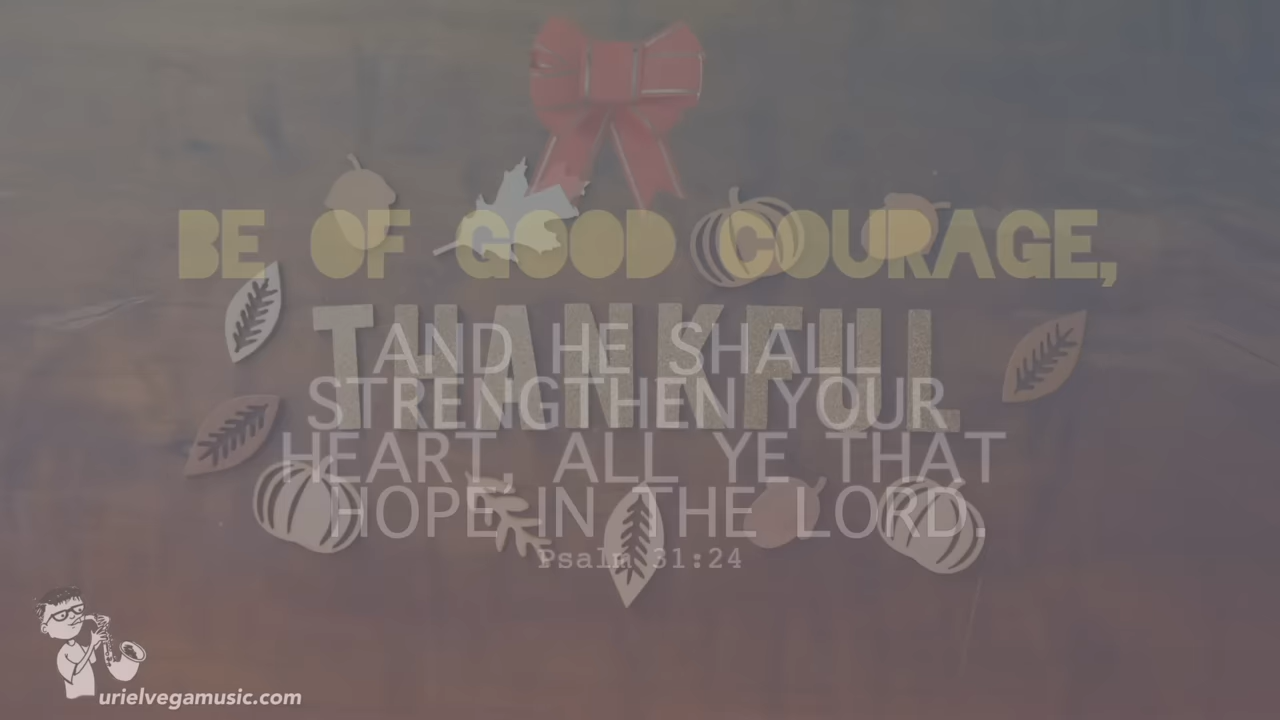 BE OF GOOD COURAGE,
THANKFUL
AND HE SHALL
STRENGTHEN YOUR
HEART, ALL YE THAT
HOPE IN THE LORD.
Psalm 31:24
urielvegamusic.com